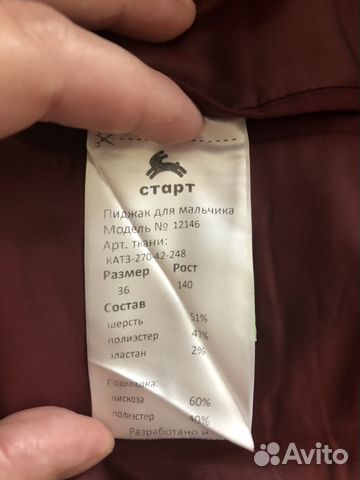 старт
Пиджак для мальчика
Модель № 12146
Арт. ткани:
КАТЗ-270-42-248
Размер Рост
36 140
Состав
шерсть 51%
полиэстер 47%
эластан 2%
Подкладка:
вискоза 60%
полиэстер 40%
Разработано и
Avito